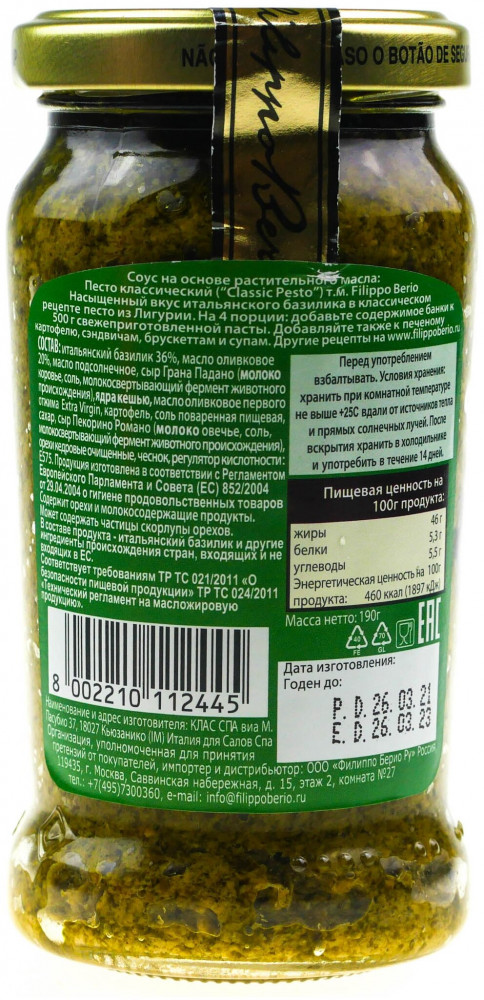 NÃO
ASO O BOTÃO DE SEGU
Filippo Berio
Соус на основе растительного масла:
Песто классический ("Classic Pesto") т.м. Filippo Berio
Насыщенный вкус итальянского базилика в классическом
рецепте песто из Лигурии. На 4 порции: добавьте содержимое банки к
500 г свежеприготовленной пасты. Добавляйте также к печеному
картофелю, сэндвичам, брускеттам и супам. Другие рецепты на www.filippoberio.ru
СОСТАВ: итальянский базилик 36%, масло оливковое
20%, масло подсолнечное, сыр Грана Падано (молоко
коровье, соль, молокосвертывающий фермент животного
происхождения), ядра кешью, масло оливковое первого
отжима Extra Virgin, картофель, соль поваренная пищевая,
сахар, сыр Пекорино Романо (молоко овечье, соль,
молокосвертывающий фермент животного происхождения),
орехи кедровые очищенные, чеснок, регулятор кислотности:
E575. Продукция изготовлена в соответствии с Регламентом
Европейского Парламента и Совета (ЕС) 852/2004
от 29.04.2004 о гигиене продовольственных товаров
Содержит орехи и молокосодержащие продукты.
Может содержать частицы скорлупы орехов.
В составе продукта - итальянский базилик и другие
ингредиенты происхождения стран, входящих и не
входящих в ЕС.
Соответствует требованиям ТР ТС 021/2011 «О
безопасности пищевой продукции» ТР ТС 024/2011
«Технический регламент на масложировую
продукцию».
Перед употреблением
взбалтывать. Условия хранения:
хранить при комнатной температуре
не выше +25С вдали от источников тепла
и прямых солнечных лучей. После
вскрытия хранить в холодильнике
и употребить в течение 14 дней.
Пищевая ценность на
100г продукта:
жиры 46 г
белки 5,3 г
углеводы 5,5 г
Энергетическая ценность на 100г
продукта: 460 ккал (1897 кДж)
Масса нетто: 190г
40
FE
70
GL
EAC
Дата изготовления:
Годен до:
P. D. 26. 03. 21
E. D. 26. 03. 23
8 002210 112445
Наименование и адрес изготовителя: КЛАС СПА виа М.
Пасубио 37, 18027 Кьюзанико (IM) Италия для Салов Спа
Организация, уполномоченная для принятия
претензий от покупателей, импортер и дистрибьютор: ООО «Филиппо Берио Ру» Россия,
119435, г. Москва, Саввинская набережная, д. 15, этаж 2, комната №27
тел.: +7(495)7300360, e-mail: info@filippoberio.ru